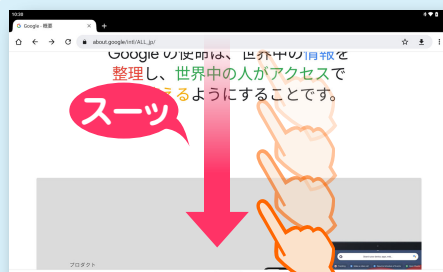 10:30
Google - 概要
about.google/intl/ALL_jp/
Google の使命は、世界中の情報を
整理し、世界中の人がアクセスで
えるようにすることです。
スーッ
プロダクト